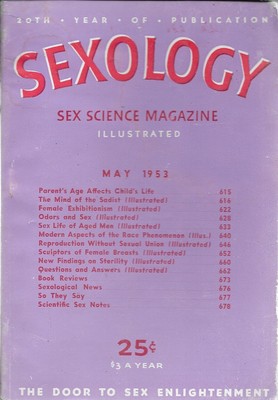 20TH · YEAR · OF · PUBLICATION
SEXOLOGY
SEX SCIENCE MAGAZINE
ILLUSTRATED
MAY 1953
Parent's Age Affects Child's Life 615
The Mind of the Sadist (Illustrated) 616
Female Exhibitionism (Illustrated) 622
Odors and Sex (Illustrated) 628
Sex Life of Aged Men (Illustrated) 633
Modern Aspects of the Race Phenomenon (Illus.) 640
Reproduction Without Sexual Union (Illustrated) 646
Sculptors of Female Breasts (Illustrated) 652
New Findings on Sterility (Illustrated) 660
Questions and Answers (Illustrated) 662
Book Reviews 673
Sexological News 676
So They Say 677
Scientific Sex Notes 678
25¢
$3 A YEAR
THE DOOR TO SEX ENLIGHTENMENT